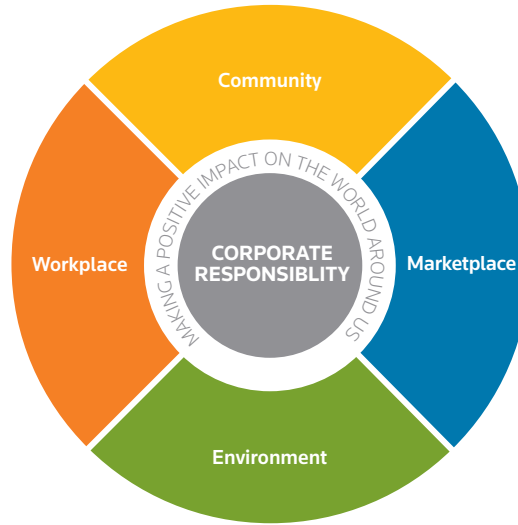 Community
MAKING A POSITIVE IMPACT ON THE WORLD AROUND US
Workplace
CORPORATE
RESPONSIBLITY
Marketplace
Environment